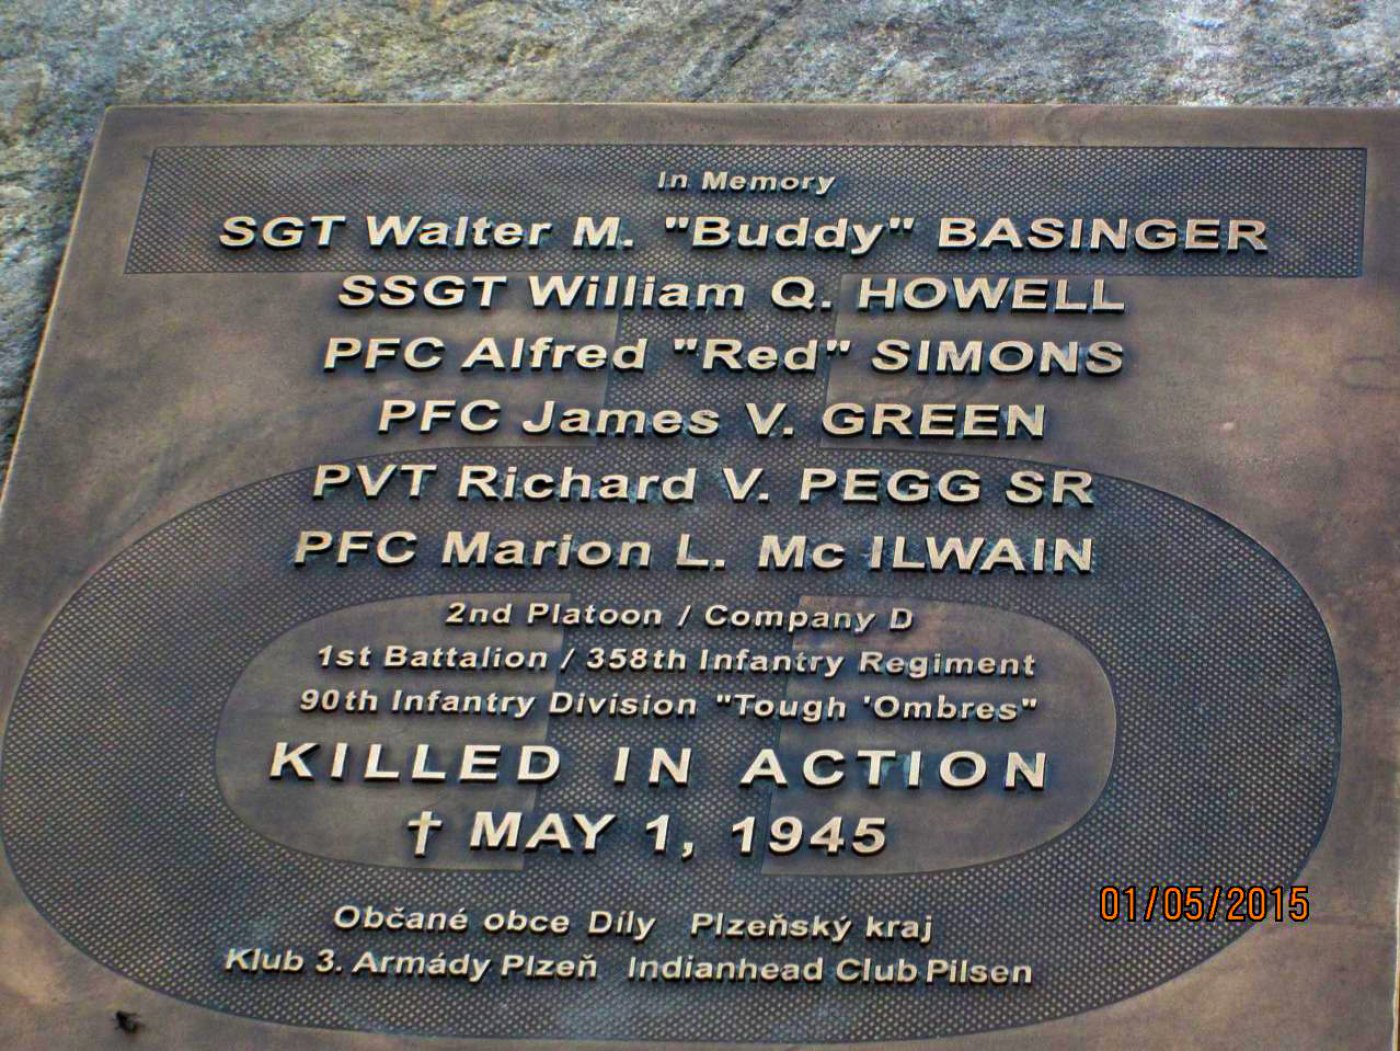 In Memory
SGT Walter M. "Buddy" BASINGER
SSGT William Q. HOWELL
PFC Alfred "Red" SIMONS
PFC James V. GREEN
PVT Richard V. PEGG SR
PFC Marion L. Mc ILWAIN
2nd Platoon / Company D
1st Battalion / 358th Infantry Regiment
90th Infantry Division "Tough 'Ombres"
KILLED IN ACTION
† MAY 1, 1945
Občané obce Díly Plzeňský kraj
Klub 3. Armády Plzeň Indianhead Club Pilsen
01/05/2015